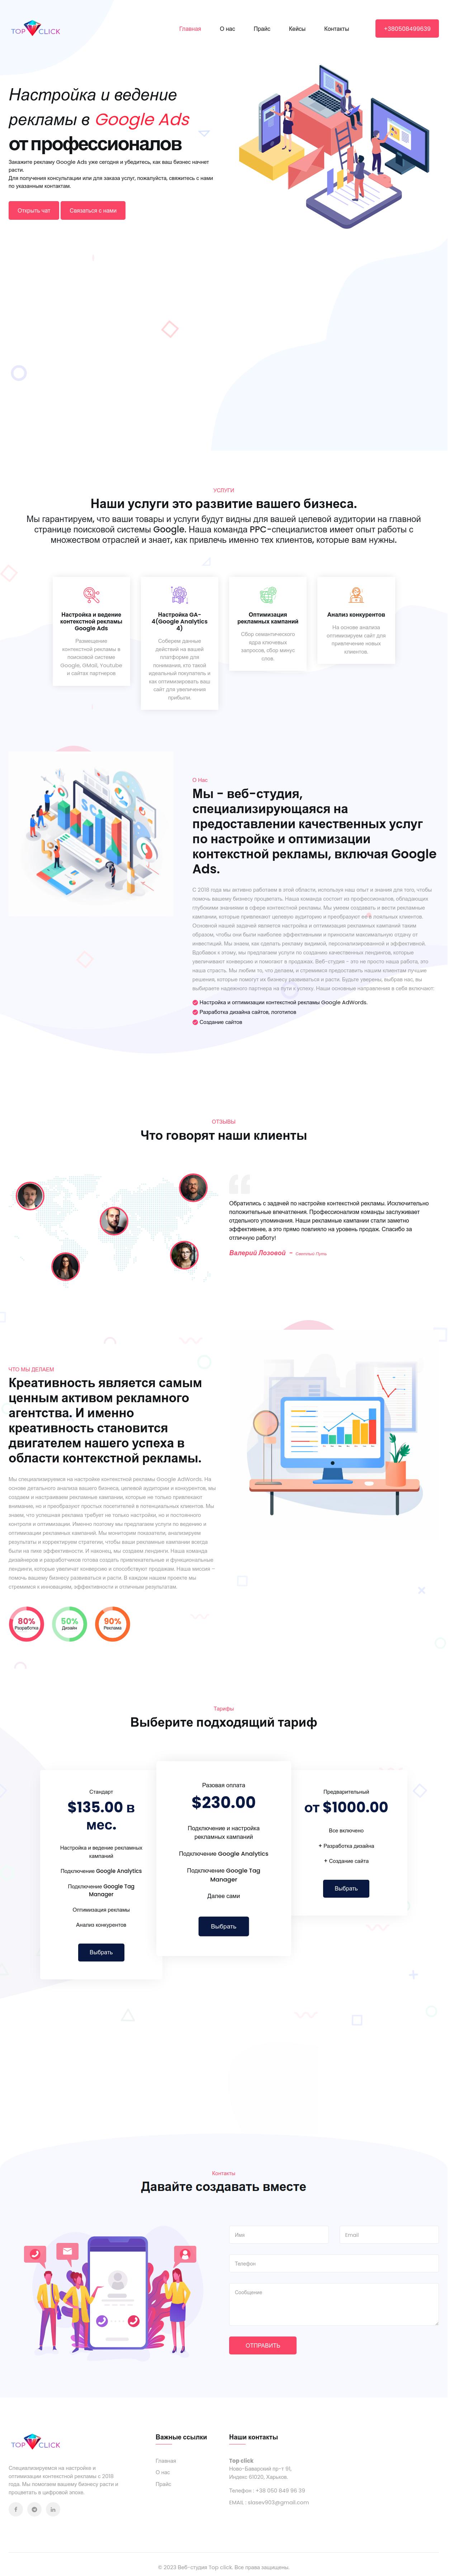 TOP CLICK
Главная
О нас
Прайс
Кейсы
Контакты
+380508499639
Настройка и ведение
рекламы в Google Ads
от профессионалов
Закажите рекламу Google Ads уже сегодня и убедитесь, как ваш бизнес начнет
расти.
Для получения консультации или для заказа услуг, пожалуйста, свяжитесь с нами
по указанным контактам.
Открыть чат
Связаться с нами
УСЛУГИ
Наши услуги это развитие вашего бизнеса.
Мы гарантируем, что ваши товары и услуги будут видны для вашей целевой аудитории на главной
странице поисковой системы Google. Наша команда PPC-специалистов имеет опыт работы с
множеством отраслей и знает, как привлечь именно тех клиентов, которые вам нужны.
Настройка и ведение
контекстной рекламы
Google Ads
Размещение
контекстной рекламы в
поисковой системе
Google, GMail, Youtube
и сайтах партнеров.
Настройка GA-
4(Google Analytics
4)
Соберем данные
действий на вашей
платформе для
понимания, кто такой
идеальный покупатель и
как оптимизировать ваш
сайт для увеличения
прибыли.
Оптимизация
рекламных кампаний
Сбор семантического
ядра ключевых
запросов, сбор минус
слов.
Анализ конкурентов
На основе анализа
оптимизируем сайт для
привлечение новых
клиентов.
О Нас
Мы - веб-студия,
специализирующаяся на
предоставлении качественных услуг
по настройке и оптимизации
контекстной рекламы, включая Google
Ads.
С 2018 года мы активно работаем в этой области, используя наш опыт и знания для того, чтобы
помочь вашему бизнесу процветать. Наша команда состоит из профессионалов, обладающих
глубокими знаниями в сфере контекстной рекламы. Мы умеем создавать и вести рекламные
кампании, которые привлекают целевую аудиторию и преобразуют ее в лояльных клиентов.
Основной нашей задачей является настройка и оптимизация рекламных кампаний таким
образом, чтобы они были наиболее эффективными и приносили максимальную отдачу от
инвестиций. Мы знаем, как сделать рекламу видимой, персонализированной и эффективной.
Вдобавок к этому, мы предлагаем услуги по созданию качественных лендингов, которые
увеличивают конверсию и помогают в продажах. Веб-студия - это не просто наша работа, это
наша страсть. Мы любим то, что делаем, и стремимся предоставить нашим клиентам лучшие
решения, которые помогут их бизнесу развиваться и расти. Будьте уверены, выбрав нас, вы
выбираете надежного партнера на пути к успеху. Наши основные направления в себя включают:
Настройка и оптимизации контекстной рекламы Google AdWords.
Разработка дизайна сайтов, логотипов
Создание сайтов
ОТЗЫВЫ
Что говорят наши клиенты
Обратились с задачей по настройке контекстной рекламы. Исключительно
положительные впечатления. Профессионализм команды заслуживает
отдельного упоминания. Наши рекламные кампании стали заметно
эффективнее, а это прямо повлияло на уровень продаж. Спасибо за
отличную работу!
Валерий Лозовой -
ЧТО МЫ ДЕЛАЕМ
Креативность является самым
ценным активом рекламного
агентства. И именно
креативность становится
двигателем нашего успеха в
области контекстной рекламы.
Мы специализируемся на настройке контекстной рекламы Google AdWords. На
основе детального анализа вашего бизнеса, целевой аудитории и конкурентов, мы
создаем и настраиваем рекламные кампании, которые не только привлекают
внимание, но и преобразуют простых посетителей в потенциальных клиентов. Мы
знаем, что успешная реклама требует не только настройки, но и постоянного
контроля и оптимизации. Именно поэтому мы предлагаем услуги по ведению и
оптимизации рекламных кампаний. Мы мониторим показатели, анализируем
результаты и корректируем стратегии, чтобы ваши рекламные кампании всегда
были на пике эффективности. И наконец, мы создаем лендинги. Наша команда
дизайнеров и разработчиков готова создать привлекательные и функциональные
лендинги, которые увеличат конверсию и способствуют продажам. Наша миссия -
помочь вашему бизнесу развиваться и расти. В каждом нашем проекте мы
стремимся к инновациям, эффективности и отличным результатам.
80%
Разработка
50%
Дизайн
90%
Реклама
Тарифы
Выберите подходящий тариф
Стандарт
$135.00 в
мес.
Настройка и ведение рекламных
кампаний
Подключение Google Analytics
Подключение Google Tag
Manager
Оптимизация рекламы
Анализ конкурентов
Выбрать
Разовая оплата
$230.00
Подключение и настройка
рекламных кампаний
Подключение Google Analytics
Подключение Google Tag
Manager
Далее сами
Выбрать
Предварительный
от $1000.00
Все включено
+ Разработка дизайна
+ Создание сайта
Выбрать
Контакты
Давайте создавать вместе
Имя
Email
Телефон
Сообщение
ОТПРАВИТЬ
TOP CLICK
Специализируемся на настройке и
оптимизации контекстной рекламы с 2018
года. Мы помогаем вашему бизнесу расти и
процветать в цифровой эпохе.
Важные ссылки
Главная
О нас
Прайс
Наши контакты
Top click
Ново-Баварский пр-т 91,
Индекс 61020, Харьков.
Телефон : +38 050 849 96 39
EMAIL : alosev903@gmail.com
© 2023 Веб-студия Top click. Все права защищены.